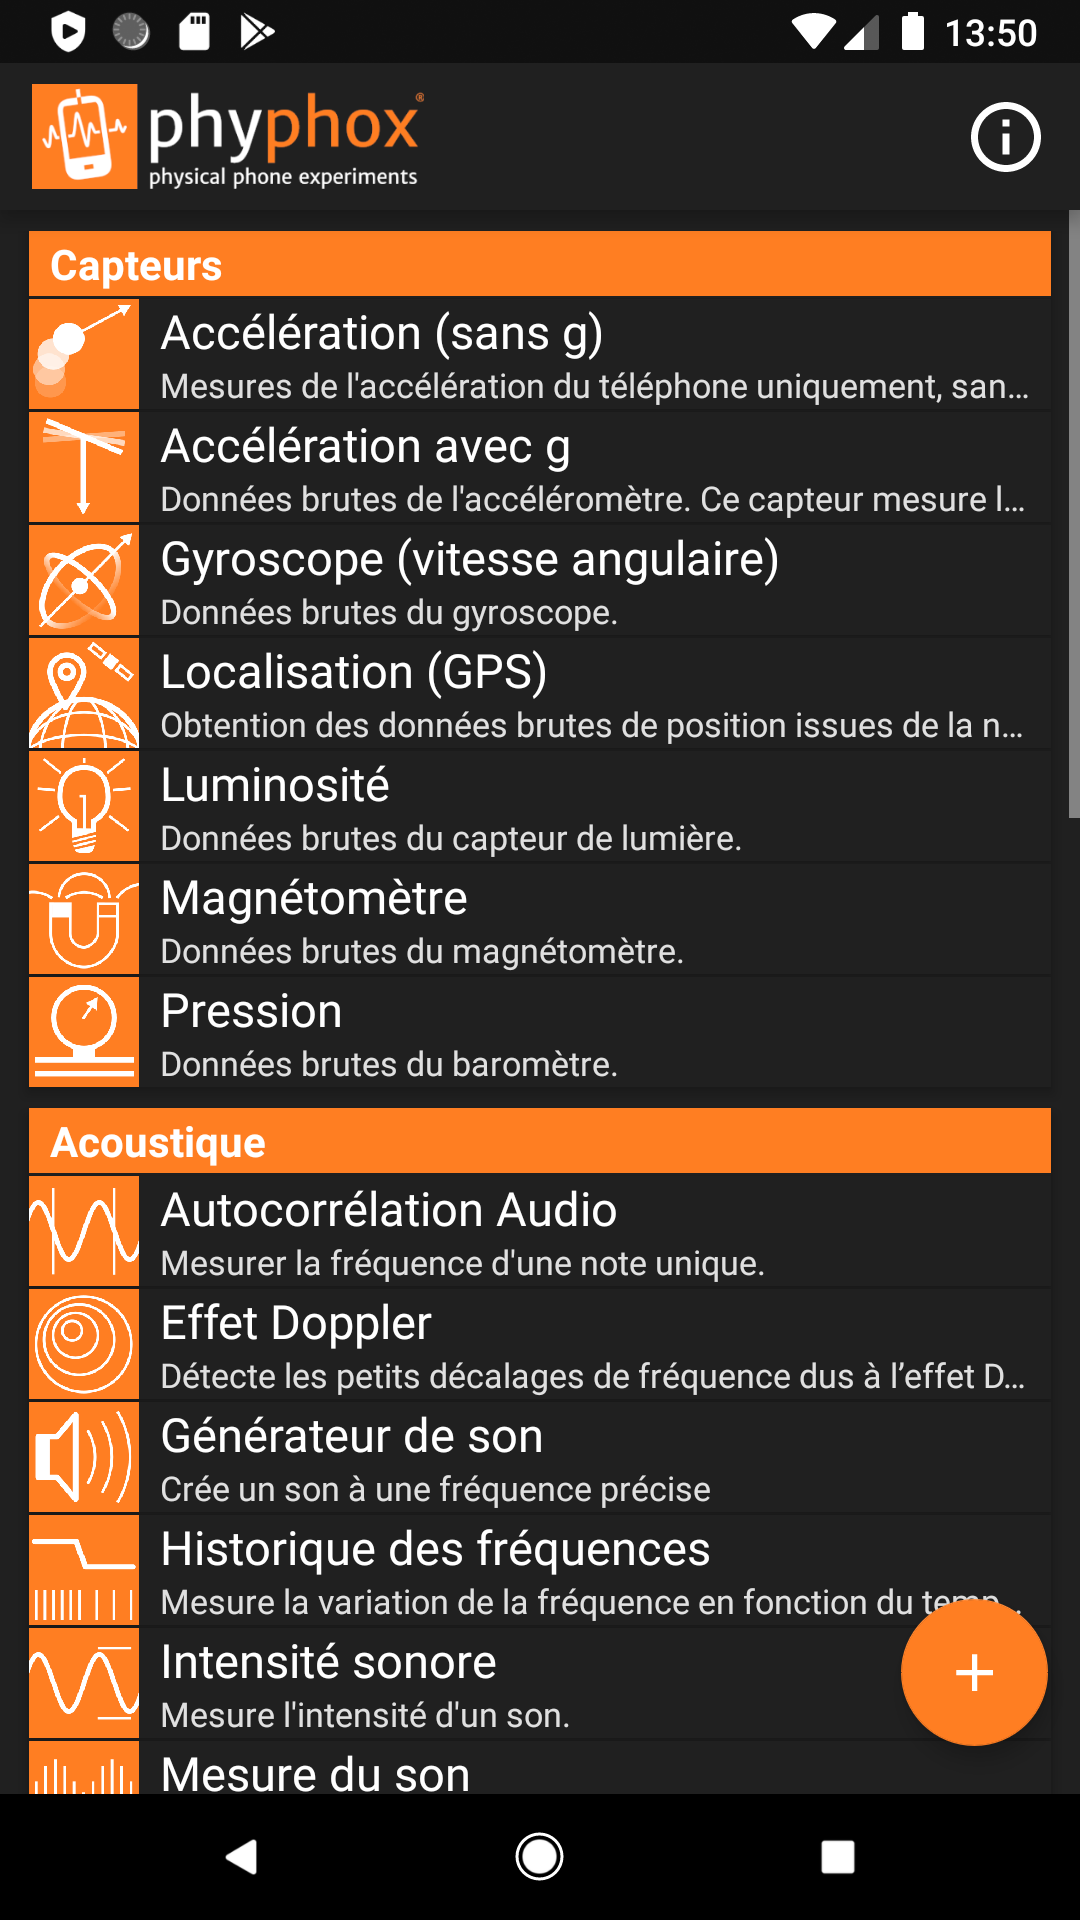 13:50
phyphox®
physical phone experiments
Capteurs
Accélération (sans g)
Mesures de l'accélération du téléphone uniquement, san…
Accélération avec g
Données brutes de l'accéléromètre. Ce capteur mesure l…
Gyroscope (vitesse angulaire)
Données brutes du gyroscope.
Localisation (GPS)
Obtention des données brutes de position issues de la n…
Luminosité
Données brutes du capteur de lumière.
Magnétomètre
Données brutes du magnétomètre.
Pression
Données brutes du baromètre.
Acoustique
Autocorrélation Audio
Mesurer la fréquence d'une note unique.
Effet Doppler
Détecte les petits décalages de fréquence dus à l’effet D…
Générateur de son
Crée un son à une fréquence précise
Historique des fréquences
Mesure la variation de la fréquence en fonction du temp…
Intensité sonore
Mesure l'intensité d'un son.
Mesure du son